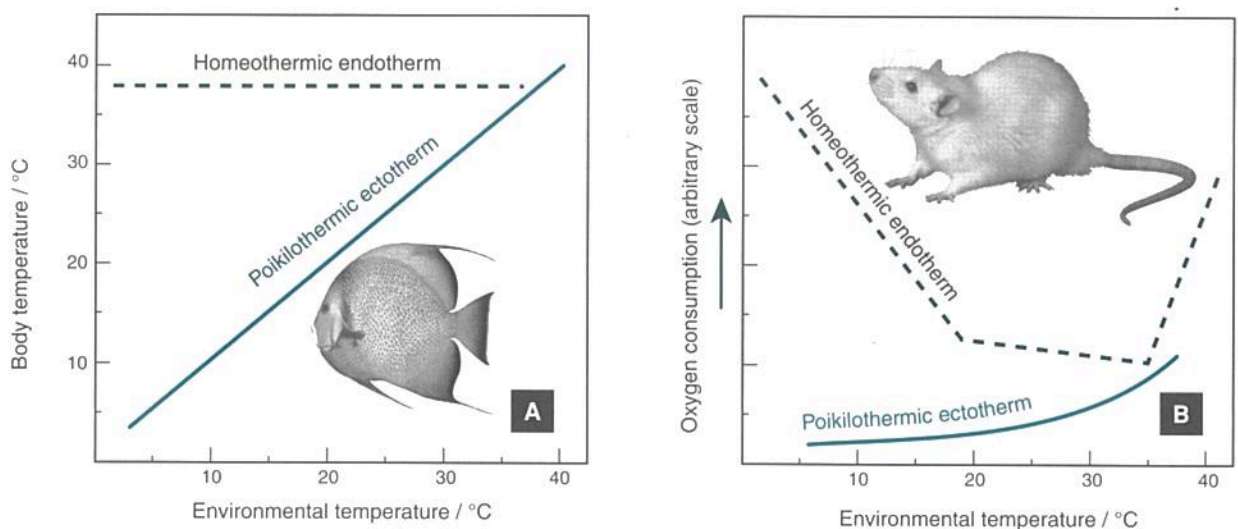 40
30
20
10
Body temperature / °C
Homeothermic endotherm
Poikilothermic ectotherm
A
10
20
30
40
Environmental temperature / °C
Oxygen consumption (arbitrary scale)
Homeothermic endotherm
Poikilothermic ectotherm
B
10
20
30
40
Environmental temperature / °C